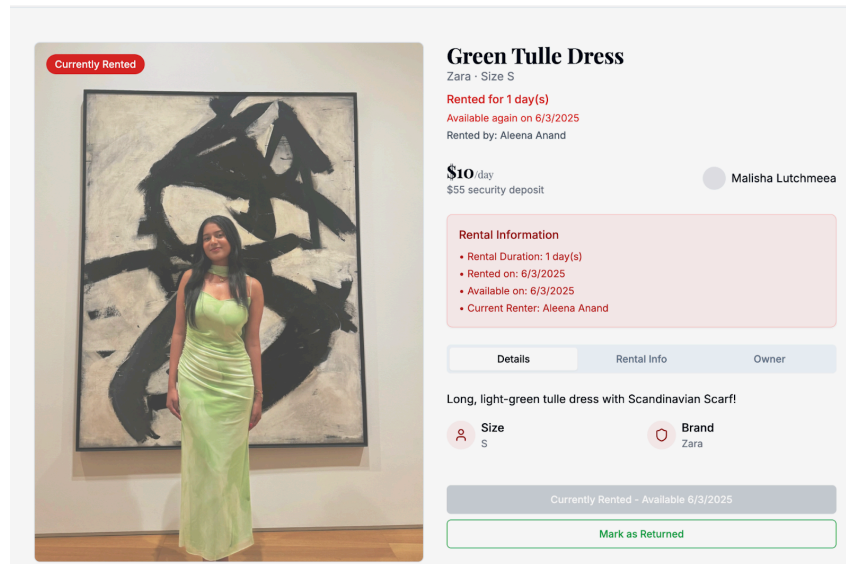 Currently Rented
Green Tulle Dress
Zara · Size S
Rented for 1 day(s)
Available again on 6/3/2025
Rented by: Aleena Anand
$10/day
$55 security deposit
Malisha Lutchmeea
Rental Information
• Rental Duration: 1 day(s)
• Rented on: 6/3/2025
• Available on: 6/3/2025
• Current Renter: Aleena Anand
Details
Rental Info
Owner
Long, light-green tulle dress with Scandinavian Scarf!
Size
S
Brand
Zara
Currently Rented - Available 6/3/2025
Mark as Returned